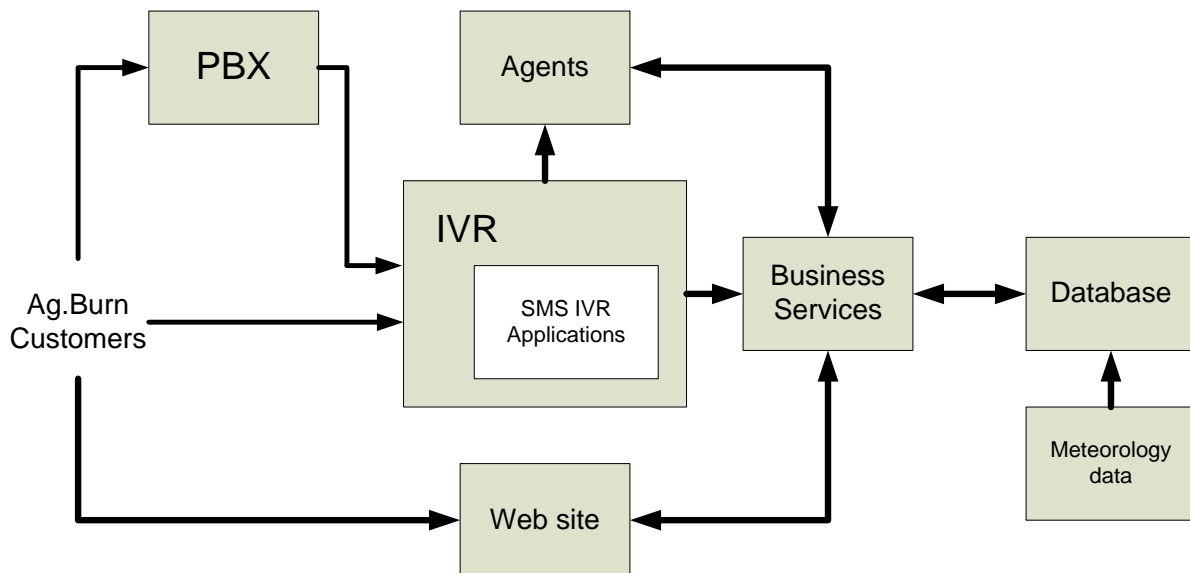 PBX
Agents
IVR
SMS IVR
Applications
Ag.Burn
Customers
Business
Services
Database
Meteorology
data
Web site